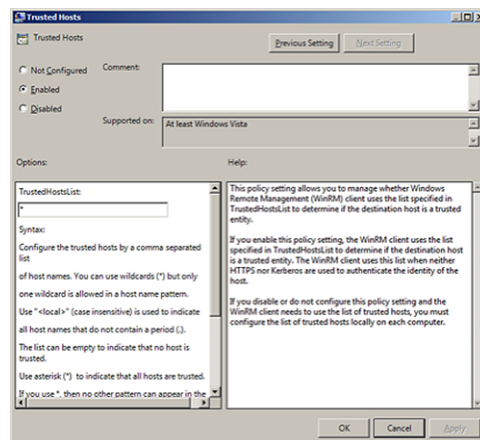 Trusted Hosts
Trusted Hosts
Previous Setting
Next Setting
Not Configured
Comment:
Enabled
Disabled
Supported on:
At least Windows Vista
Options:
Help:
TrustedHostsList:
*
Syntax:
Configure the trusted hosts by a comma separated
list
of host names. You can use wildcards (*) but only
one wildcard is allowed in a host name pattern.
Use "<local>" (case insensitive) is used to indicate
all host names that do not contain a period (.).
The list can be empty to indicate that no host is
trusted.
Use asterisk (*) to indicate that all hosts are trusted.
If you use *, then no other pattern can appear in the
This policy setting allows you to manage whether Windows
Remote Management (WinRM) client uses the list specified in
TrustedHostsList to determine if the destination host is a trusted
entity.
If you enable this policy setting, the WinRM client uses the list
specified in TrustedHostsList to determine if the destination host
is a trusted entity. The WinRM client uses this list when neither
HTTPS nor Kerberos are used to authenticate the identity of the
host.
If you disable or do not configure this policy setting and the
WinRM client needs to use the list of trusted hosts, you must
configure the list of trusted hosts locally on each computer.
OK
Cancel
Apply